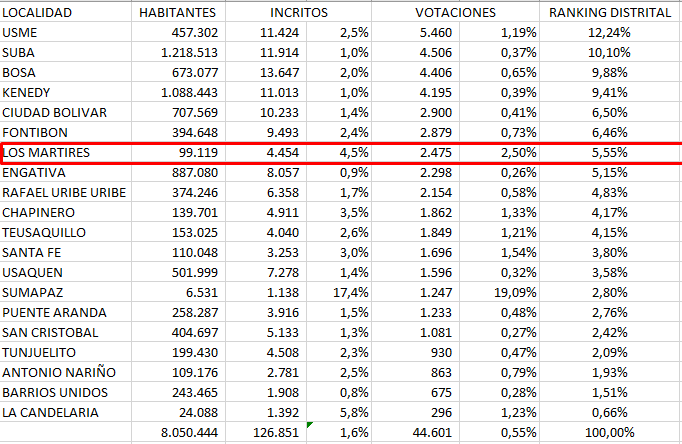 LOCALIDAD HABITANTES INCRITOS VOTACIONES RANKING DISTRITAL
USME 457.302 11.424 2,5% 5.460 1,19% 12,24%
SUBA 1.218.513 11.914 1,0% 4.506 0,37% 10,10%
BOSA 673.077 13.647 2,0% 4.406 0,65% 9,88%
KENEDY 1.088.443 11.013 1,0% 4.195 0,39% 9,41%
CIUDAD BOLIVAR 707.569 10.233 1,4% 2.900 0,41% 6,50%
FONTIBON 394.648 9.493 2,4% 2.879 0,73% 6,46%
LOS MARTIRES 99.119 4.454 4,5% 2.475 2,50% 5,55%
ENGATIVA 887.080 8.057 0,9% 2.298 0,26% 5,15%
RAFAEL URIBE URIBE 374.246 6.358 1,7% 2.154 0,58% 4,83%
CHAPINERO 139.701 4.911 3,5% 1.862 1,33% 4,17%
TEUSAQUILLO 153.025 4.040 2,6% 1.849 1,21% 4,15%
SANTA FE 110.048 3.253 3,0% 1.696 1,54% 3,80%
USAQUEN 501.999 7.278 1,4% 1.596 0,32% 3,58%
SUMAPAZ 6.531 1.138 17,4% 1.247 19,09% 2,80%
PUENTE ARANDA 258.287 3.916 1,5% 1.233 0,48% 2,76%
SAN CRISTOBAL 404.697 5.133 1,3% 1.081 0,27% 2,42%
TUNJUELITO 199.430 4.508 2,3% 930 0,47% 2,09%
ANTONIO NARIÑO 109.176 2.781 2,5% 863 0,79% 1,93%
BARRIOS UNIDOS 243.465 1.908 0,8% 675 0,28% 1,51%
LA CANDELARIA 24.088 1.392 5,8% 296 1,23% 0,66%
8.050.444 126.851 1,6% 44.601 0,55% 100,00%